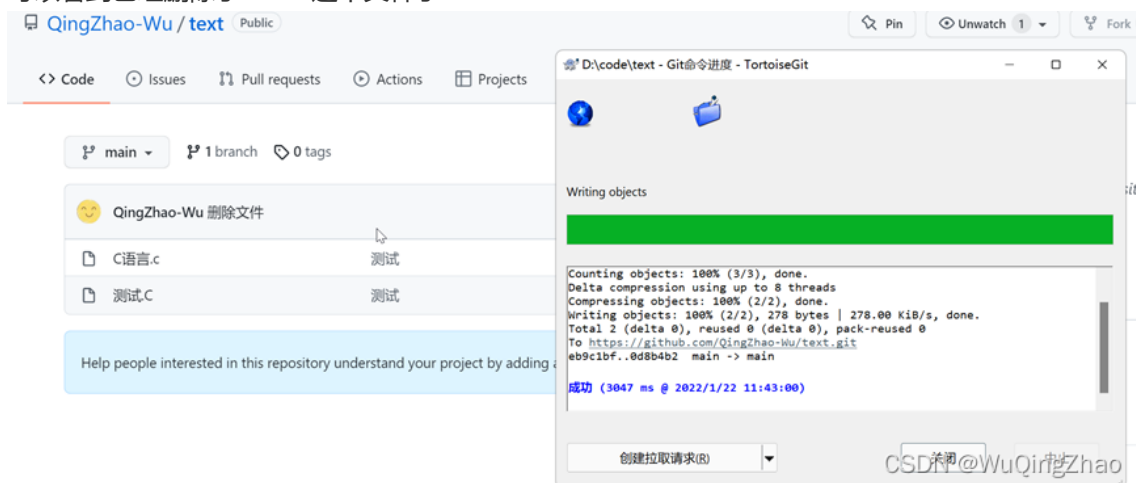 QingZhao-Wu / text Public
Pin
Unwatch 1
Fork
Code
Issues
Pull requests
Actions
Projects
main
1 branch
0 tags
QingZhao-Wu 删除文件
C语言.c 测试
测试.C 测试
Help people interested in this repository understand your project by adding
D:\code\text - Git命令进度 - TortoiseGit
Writing objects
Counting objects: 100% (3/3), done.
Delta compression using up to 8 threads
Compressing objects: 100% (2/2), done.
Writing objects: 100% (2/2), 278 bytes | 278.00 KiB/s, done.
Total 2 (delta 0), reused 0 (delta 0), pack-reused 0
To https://github.com/QingZhao-Wu/text.git
eb9c1bf..0d8b4b2 main -> main
成功 (3047 ms @ 2022/1/22 11:43:00)
创建拉取请求(R)
关闭
中止
CSDN @WuQingZhao